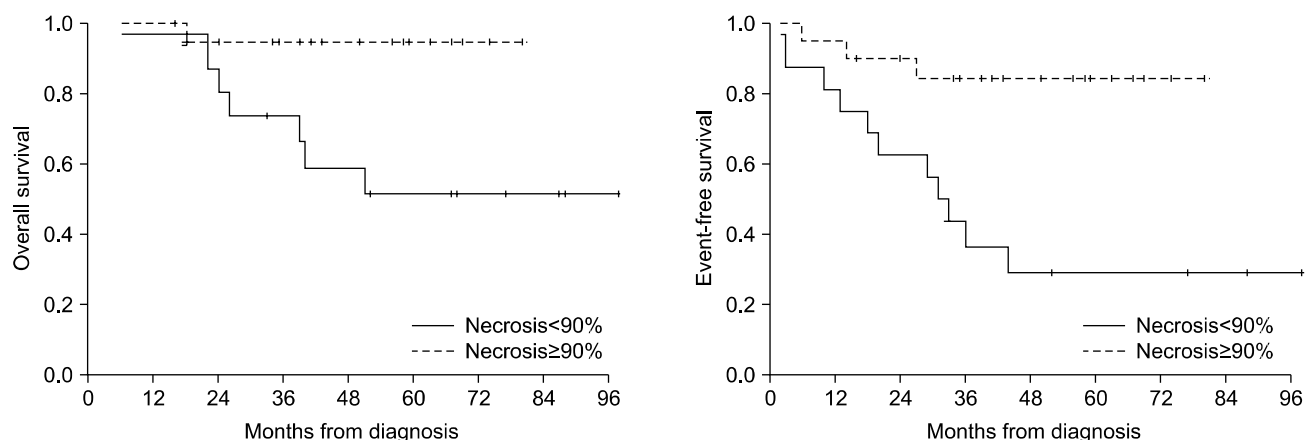 1.0
0.8
0.6
0.4
0.2
0.0
Overall survival
Necrosis<90%
Necrosis≥90%
0 12 24 36 48 60 72 84 96
Months from diagnosis
1.0
0.8
0.6
0.4
0.2
0.0
Event-free survival
Necrosis<90%
Necrosis≥90%
0 12 24 36 48 60 72 84 96
Months from diagnosis